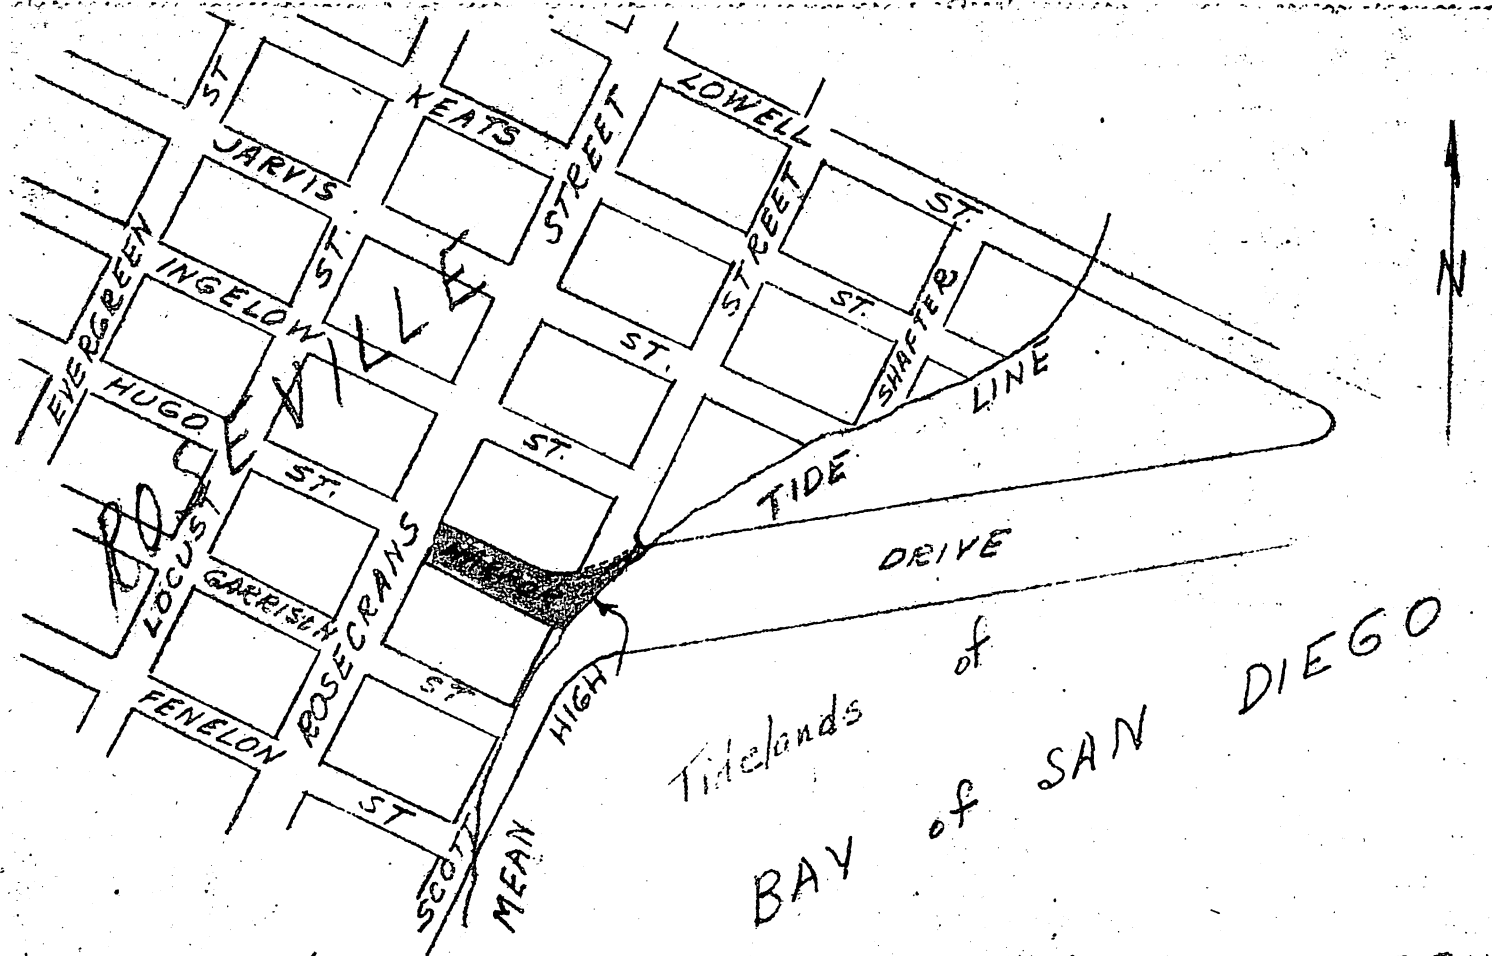 LOWELL ST.
KEATS ST.
JARVIS ST.
INGELOW ST.
HUGO ST.
GARRISON ST
FENELON ST
EVERGREEN ST
LOCUST ST.
ROSECRANS STREET
SCOTT STREET
SHAFTER
ROSEVILLE
MEAN HIGH TIDE LINE
DRIVE
N
Tidelands of
BAY of SAN DIEGO